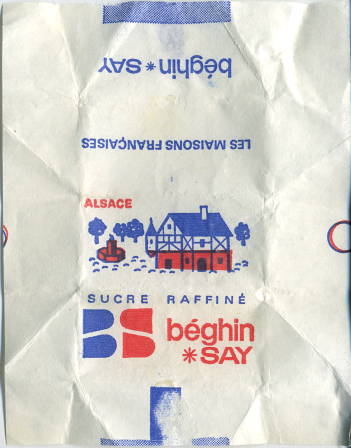 béghin*SAY
LES MAISONS FRANÇAISES
ALSACE
SUCRE RAFFINÉ
BS béghin
*SAY